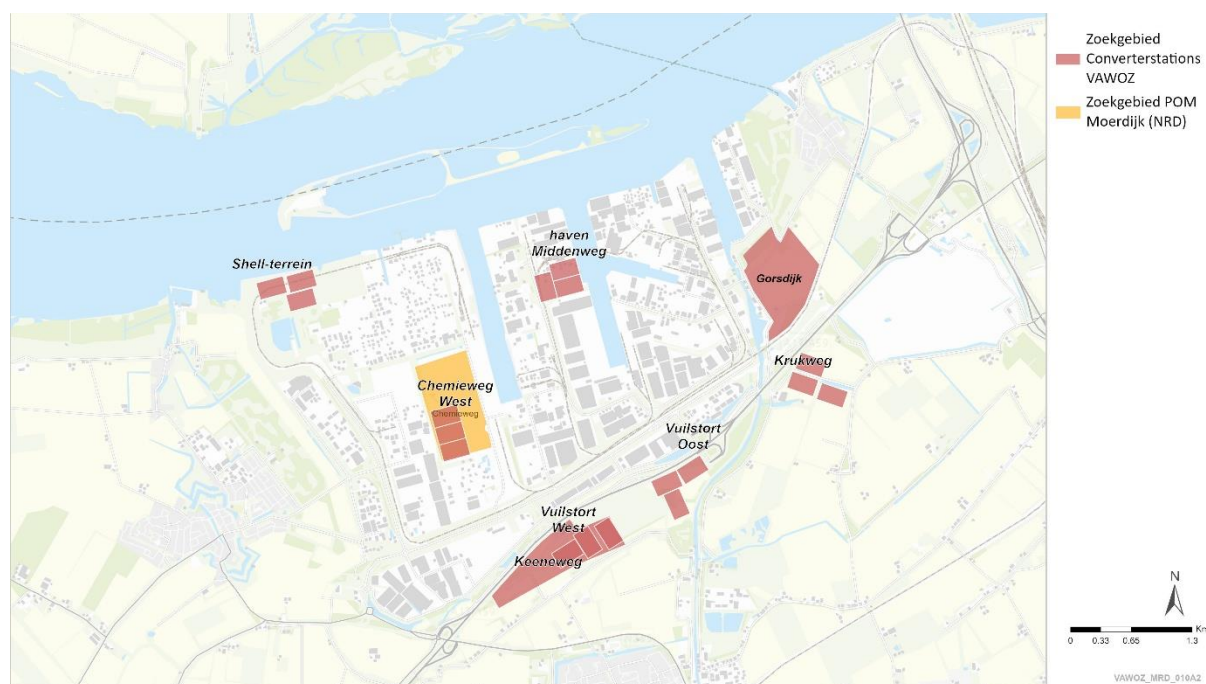 Zoekgebied
Converterstations
VAWOZ
Zoekgebied POM
Moerdijk (NRD)
haven
Middenweg
Shell-terrein
Gorsdijk
Krukweg
Chemieweg
West
Chemieweg
Vuilstort
Oost
Vuilstort
West
Keeneweg
N
Km
0 0.33 0.65 1.3
VAWOZ_MRD_010A2